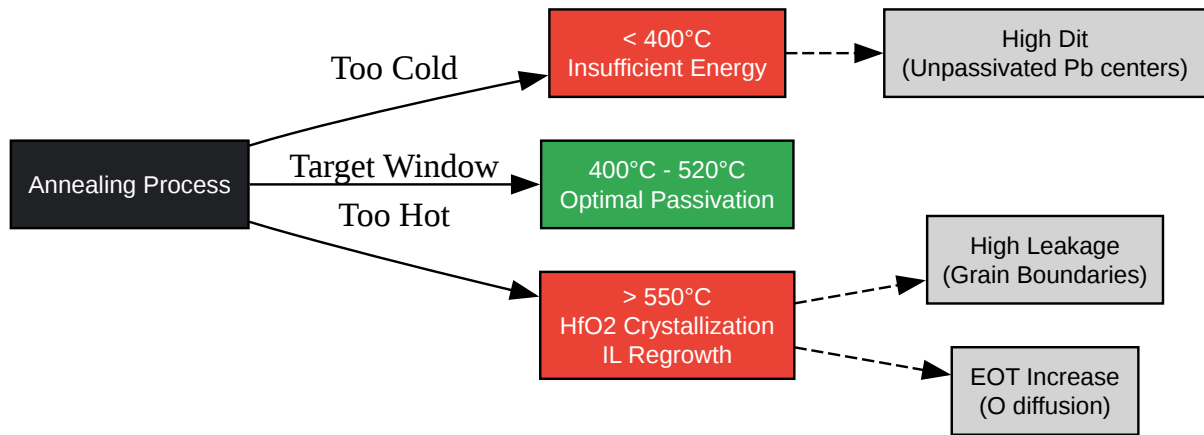 Annealing Process
Too Cold
Target Window
Too Hot
< 400°C
Insufficient Energy
High Dit
(Unpassivated Pb centers)
400°C - 520°C
Optimal Passivation
> 550°C
HfO2 Crystallization
IL Regrowth
High Leakage
(Grain Boundaries)
EOT Increase
(O diffusion)